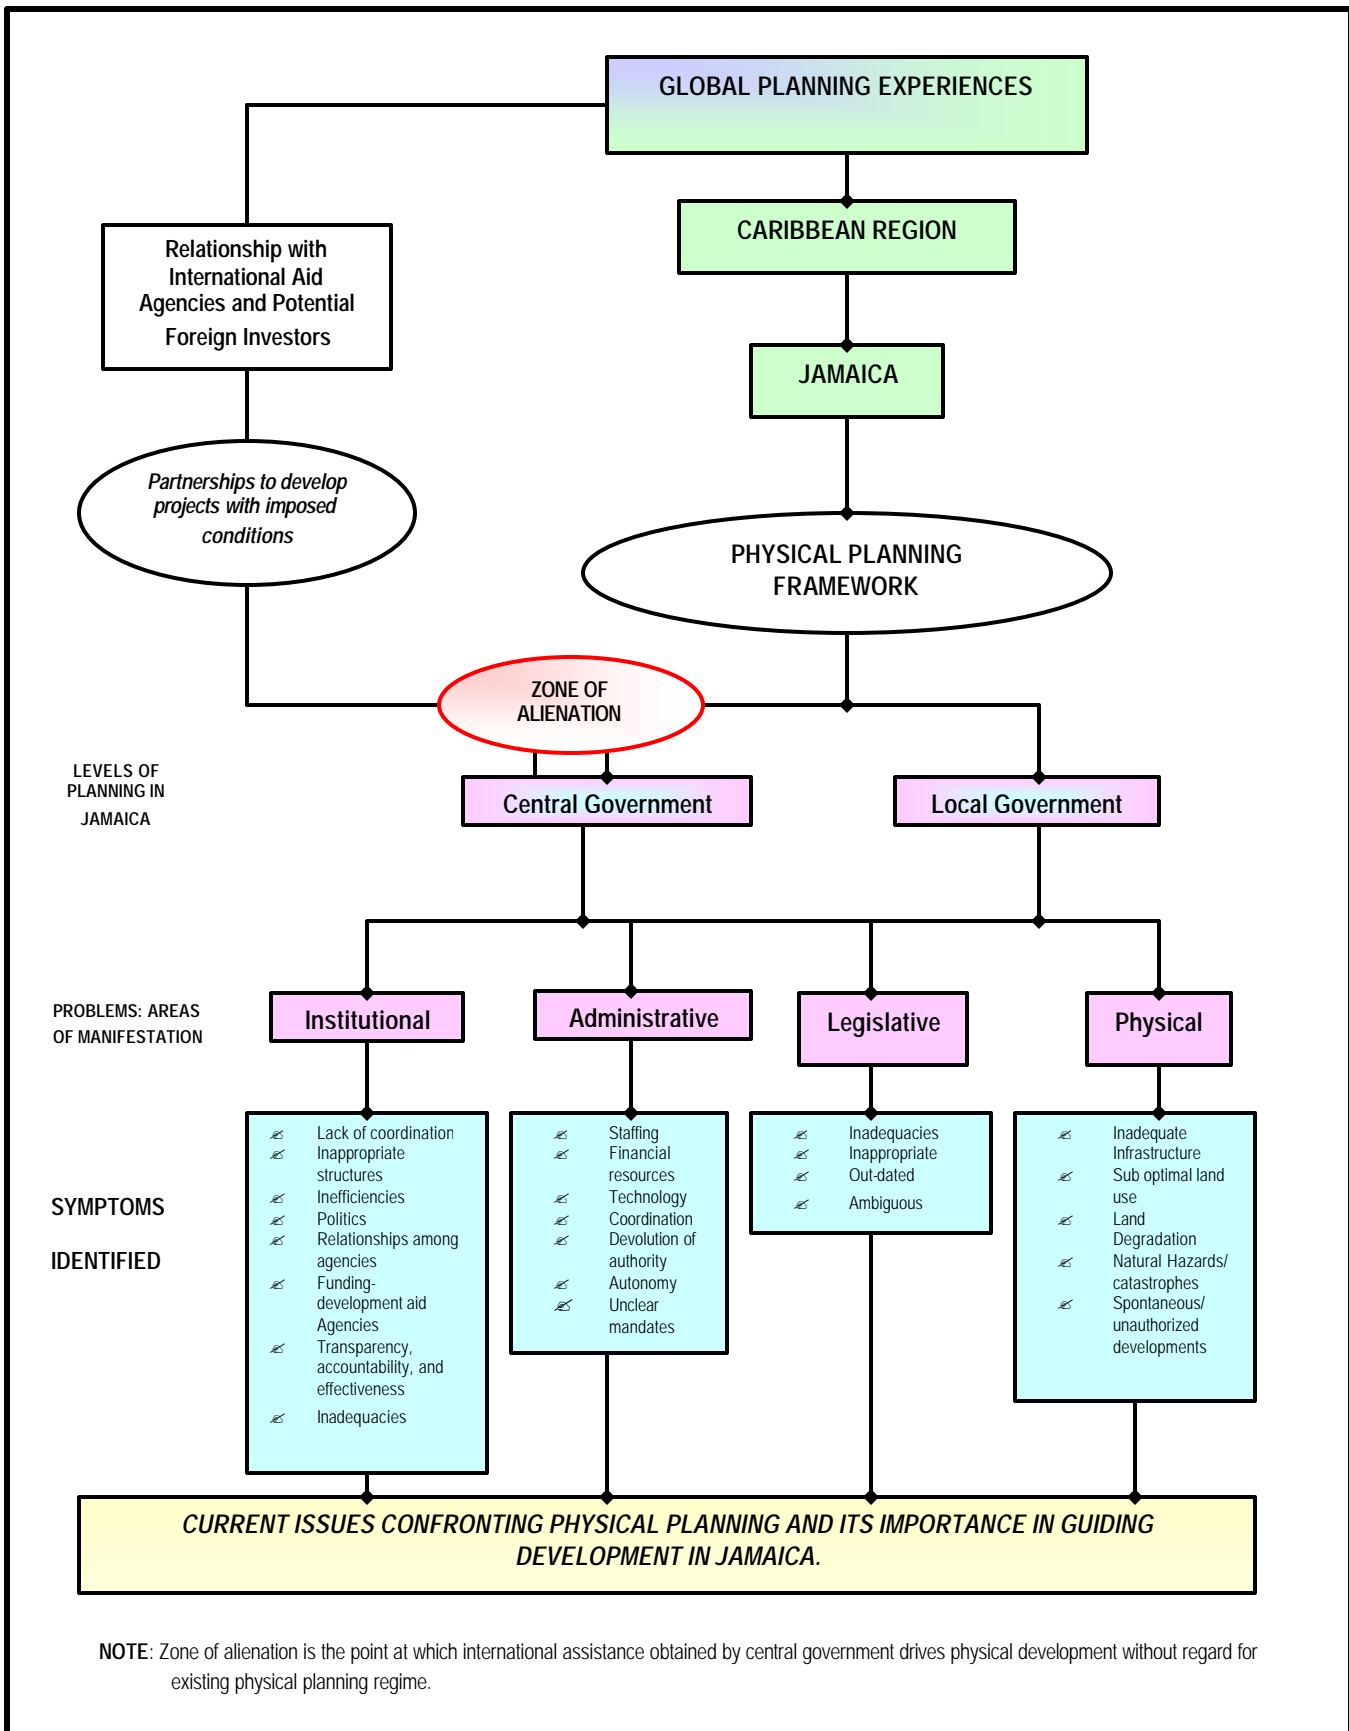 GLOBAL PLANNING EXPERIENCES
CARIBBEAN REGION
Relationship with
International Aid
Agencies and Potential
Foreign Investors
JAMAICA
Partnerships to develop
projects with imposed
conditions
PHYSICAL PLANNING
FRAMEWORK
ZONE OF
ALIENATION
LEVELS OF
PLANNING IN
JAMAICA
Central Government
Local Government
PROBLEMS: AREAS
OF MANIFESTATION
Institutional
Administrative
Legislative
Physical
SYMPTOMS
IDENTIFIED
Lack of coordination
Inappropriate
structures
Inefficiencies
Politics
Relationships among
agencies
Funding-
development aid
Agencies
Transparency,
accountability, and
effectiveness
Inadequacies
Staffing
Financial
resources
Technology
Coordination
Devolution of
authority
Autonomy
Unclear
mandates
Inadequacies
Inappropriate
Out-dated
Ambiguous
Inadequate
Infrastructure
Sub optimal land
use
Land
Degradation
Natural Hazards/
catastrophes
Spontaneous/
unauthorized
developments
CURRENT ISSUES CONFRONTING PHYSICAL PLANNING AND ITS IMPORTANCE IN GUIDING
DEVELOPMENT IN JAMAICA.
NOTE: Zone of alienation is the point at which international assistance obtained by central government drives physical development without regard for
existing physical planning regime.